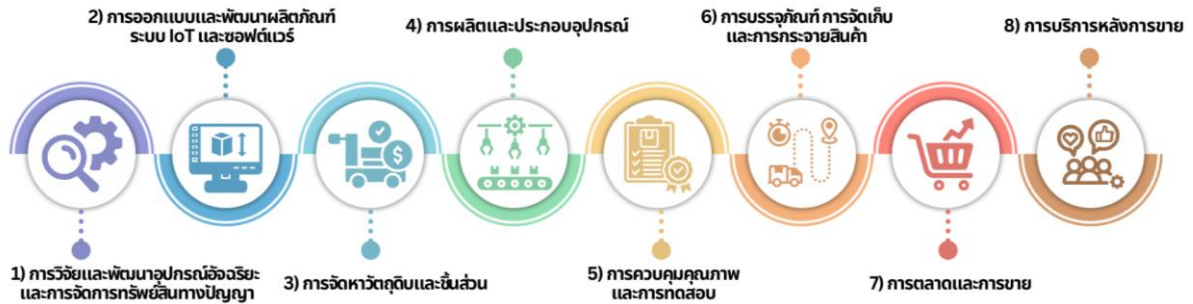 1) การวิจัยและพัฒนาอุปกรณ์อัจฉริยะ
และการจัดการทรัพย์สินทางปัญญา
2) การออกแบบและพัฒนาผลิตภัณฑ์
ระบบ IoT และซอฟต์แวร์
3) การจัดหาวัตถุดิบและชิ้นส่วน
4) การผลิตและประกอบอุปกรณ์
5) การควบคุมคุณภาพ
และการทดสอบ
6) การบรรจุภัณฑ์ การจัดเก็บ
และการกระจายสินค้า
7) การตลาดและการขาย
8) การบริการหลังการขาย